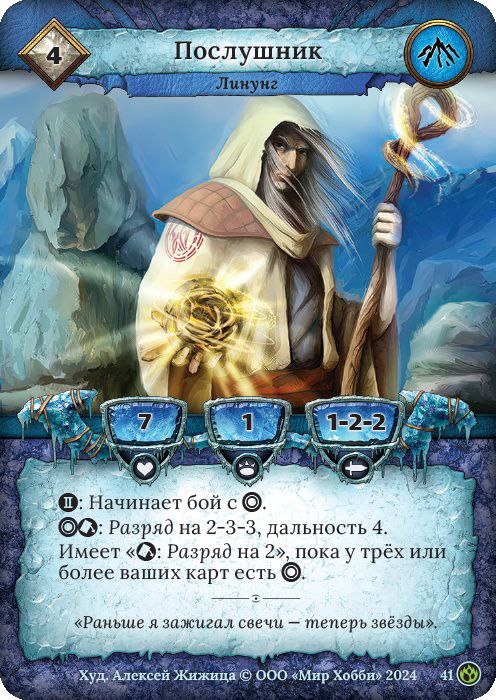 4
Послушник
Линунг
7
1
1-2-2
II: Начинает бой с .
: Разряд на 2-3-3, дальность 4.
Имеет «: Разряд на 2», пока у трёх или
более ваших карт есть .
«Раньше я зажигал свечи — теперь звёзды».
Худ. Алексей Жижица © ООО «Мир Хобби» 2024 41